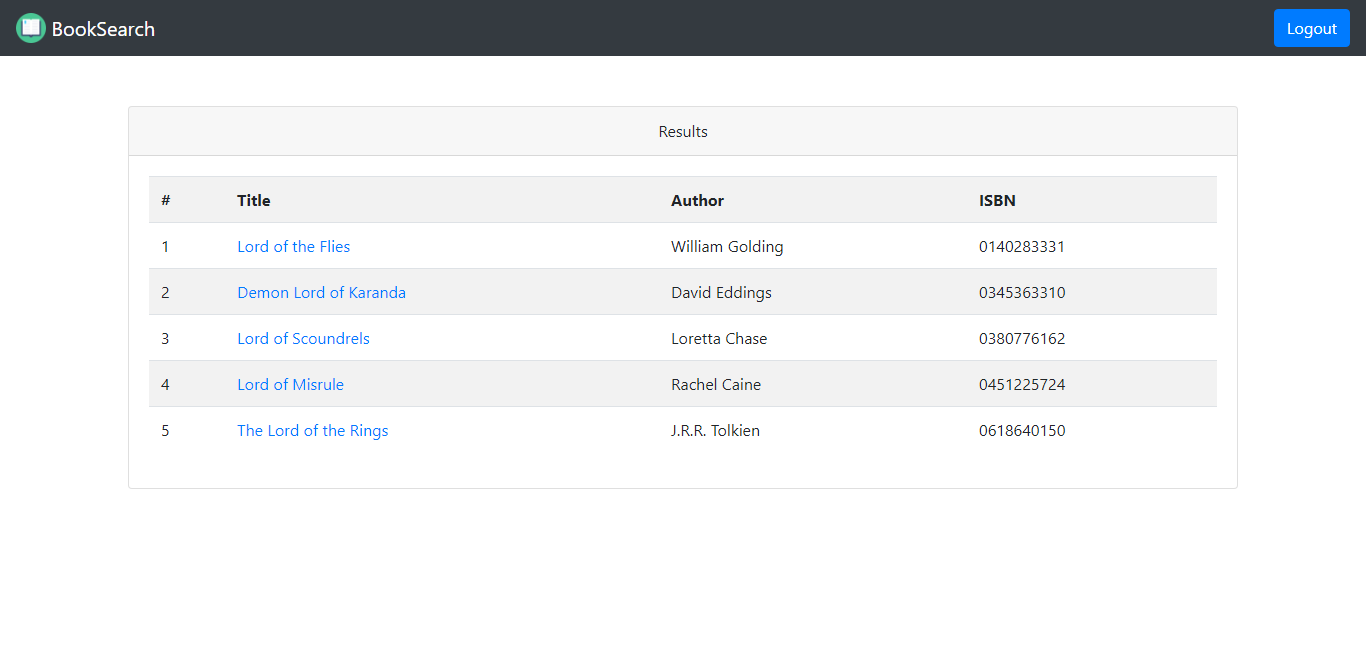 BookSearch Logout
Results
# Title Author ISBN
1 Lord of the Flies William Golding 0140283331
2 Demon Lord of Karanda David Eddings 0345363310
3 Lord of Scoundrels Loretta Chase 0380776162
4 Lord of Misrule Rachel Caine 0451225724
5 The Lord of the Rings J.R.R. Tolkien 0618640150